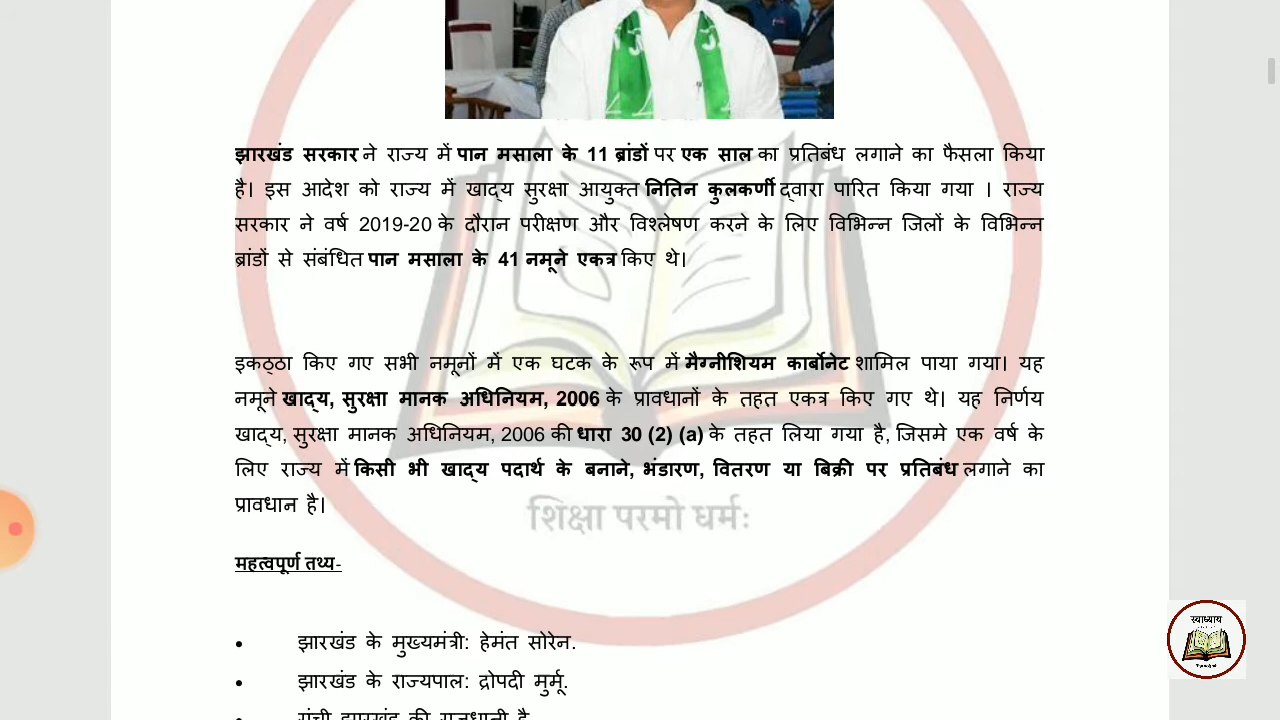 झारखंड सरकार ने राज्य में पान मसाला के 11 ब्रांडों पर एक साल का प्रतिबंध लगाने का फैसला किया
है। इस आदेश को राज्य में खाद्य सुरक्षा आयुक्त नितिन कुलकर्णी द्वारा पारित किया गया । राज्य
सरकार ने वर्ष 2019-20 के दौरान परीक्षण और विश्लेषण करने के लिए विभिन्न जिलों के विभिन्न
ब्रांडों से संबंधित पान मसाला के 41 नमूने एकत्र किए थे।
इकठ्ठा किए गए सभी नमूनों में एक घटक के रूप में मैग्नीशियम कार्बोनेट शामिल पाया गया। यह
नमूने खाद्य, सुरक्षा मानक अधिनियम, 2006 के प्रावधानों के तहत एकत्र किए गए थे। यह निर्णय
खाद्य, सुरक्षा मानक अधिनियम, 2006 की धारा 30 (2) (a) के तहत लिया गया है, जिसमे एक वर्ष के
लिए राज्य में किसी भी खाद्य पदार्थ के बनाने, भंडारण, वितरण या बिक्री पर प्रतिबंध लगाने का
प्रावधान है।
शिक्षा परमो धर्मः
महत्वपूर्ण तथ्य-
• झारखंड के मुख्यमंत्री: हेमंत सोरेन.
• झारखंड के राज्यपाल: द्रोपदी मुर्मू.
• रांची झारखंड की राजधानी है
स्वाध्याय